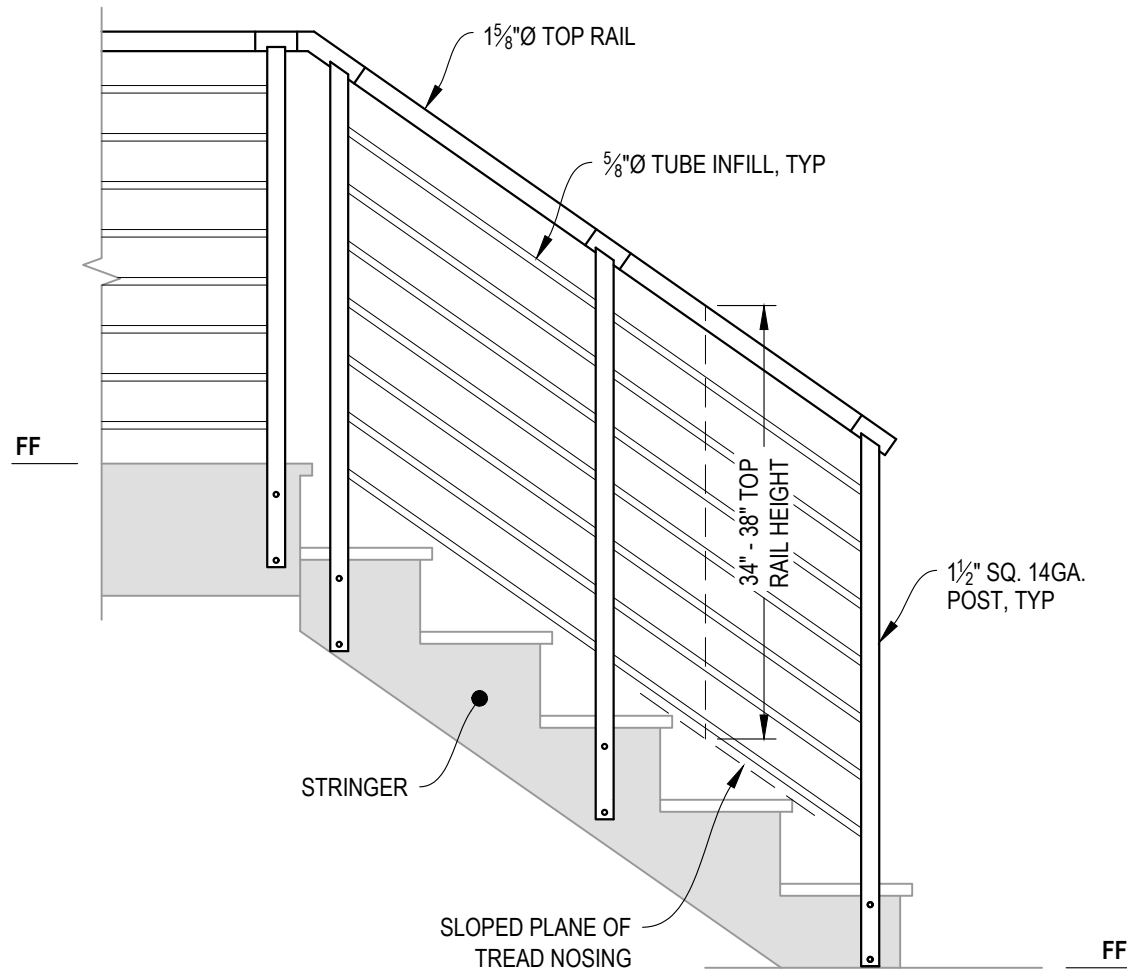 1⅝"Ø TOP RAIL
⅝"Ø TUBE INFILL, TYP
FF
34" - 38" TOP
RAIL HEIGHT
1½" SQ. 14GA.
POST, TYP
STRINGER
SLOPED PLANE OF
TREAD NOSING
FF